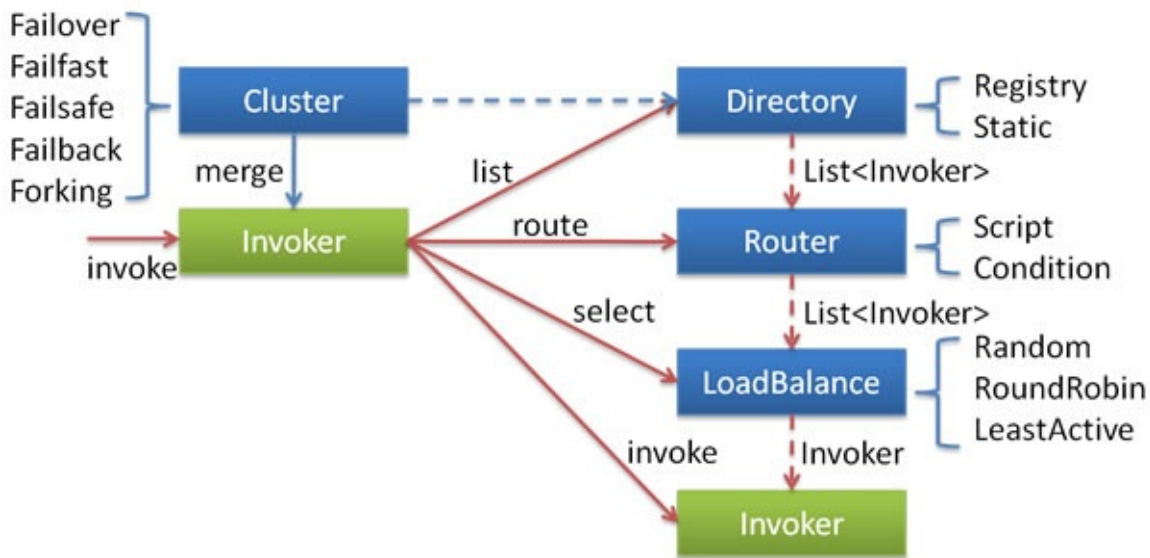 Failover
Failfast
Failsafe
Failback
Forking
Cluster
merge
invoke
Invoker
list
route
select
invoke
Directory
Registry
Static
List<Invoker>
Router
Script
Condition
List<Invoker>
LoadBalance
Random
RoundRobin
LeastActive
Invoker
Invoker